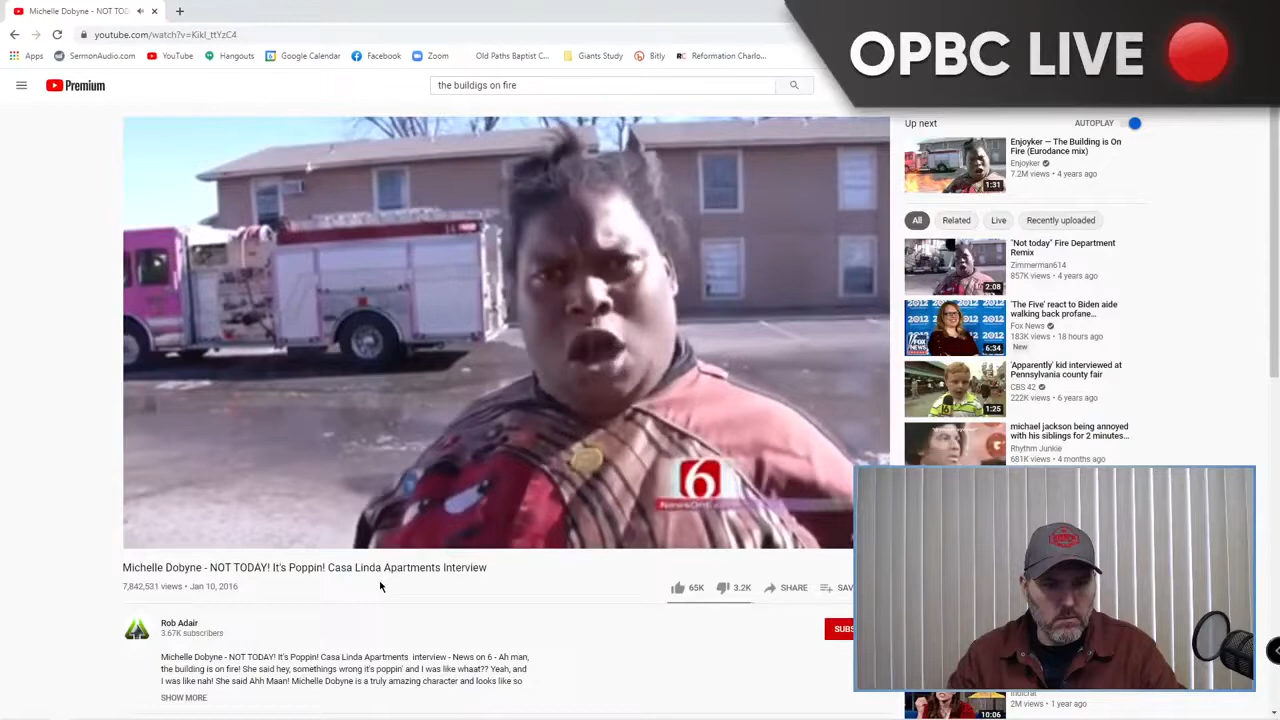 Michelle Dobyne - NOT TOD
youtube.com/watch?v=Kikl_ttYzC4
Apps
SermonAudio.com
YouTube
Hangouts
Google Calendar
Facebook
Zoom
Old Paths Baptist C...
Giants Study
Bitly
Reformation Charlo...
OPBC LIVE
Premium
the buildigs on fire
6
Michelle Dobyne - NOT TODAY! It's Poppin! Casa Linda Apartments Interview
7,842,531 views • Jan 10, 2016
65K
3.2K
SHARE
SAV
Rob Adair
3.67K subscribers
SUBS
Michelle Dobyne - NOT TODAY! It's Poppin! Casa Linda Apartments interview - News on 6 - Ah man,
the building is on fire! She said hey, somethings wrong it's poppin' and I was like whaat?? Yeah, and
I was like nah! She said Ahh Maan! Michelle Dobyne is a truly amazing character and looks like so
SHOW MORE
Up next
AUTOPLAY
Enjoyker — The Building is On
Fire (Eurodance mix)
Enjoyker
7.2M views • 4 years ago
1:31
All
Related
Live
Recently uploaded
"Not today" Fire Department
Remix
Zimmerman614
857K views • 4 years ago
2:08
'The Five' react to Biden aide
walking back profane...
Fox News
183K views • 18 hours ago
New
6:34
'Apparently' kid interviewed at
Pennsylvania county fair
CBS 42
222K views • 6 years ago
1:25
michael jackson being annoyed
with his siblings for 2 minutes...
Rhythm Junkie
681K views • 4 months ago
2M views • 1 year ago
10:06